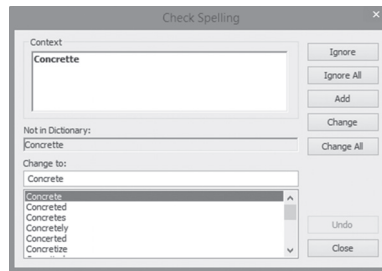 Check Spelling
Context
Concrette
Ignore
Ignore All
Add
Change
Change All
Not in Dictionary:
Concrette
Change to:
Concrete
Concrete
Concreted
Concretes
Concretely
Concerted
Concretize
Undo
Close